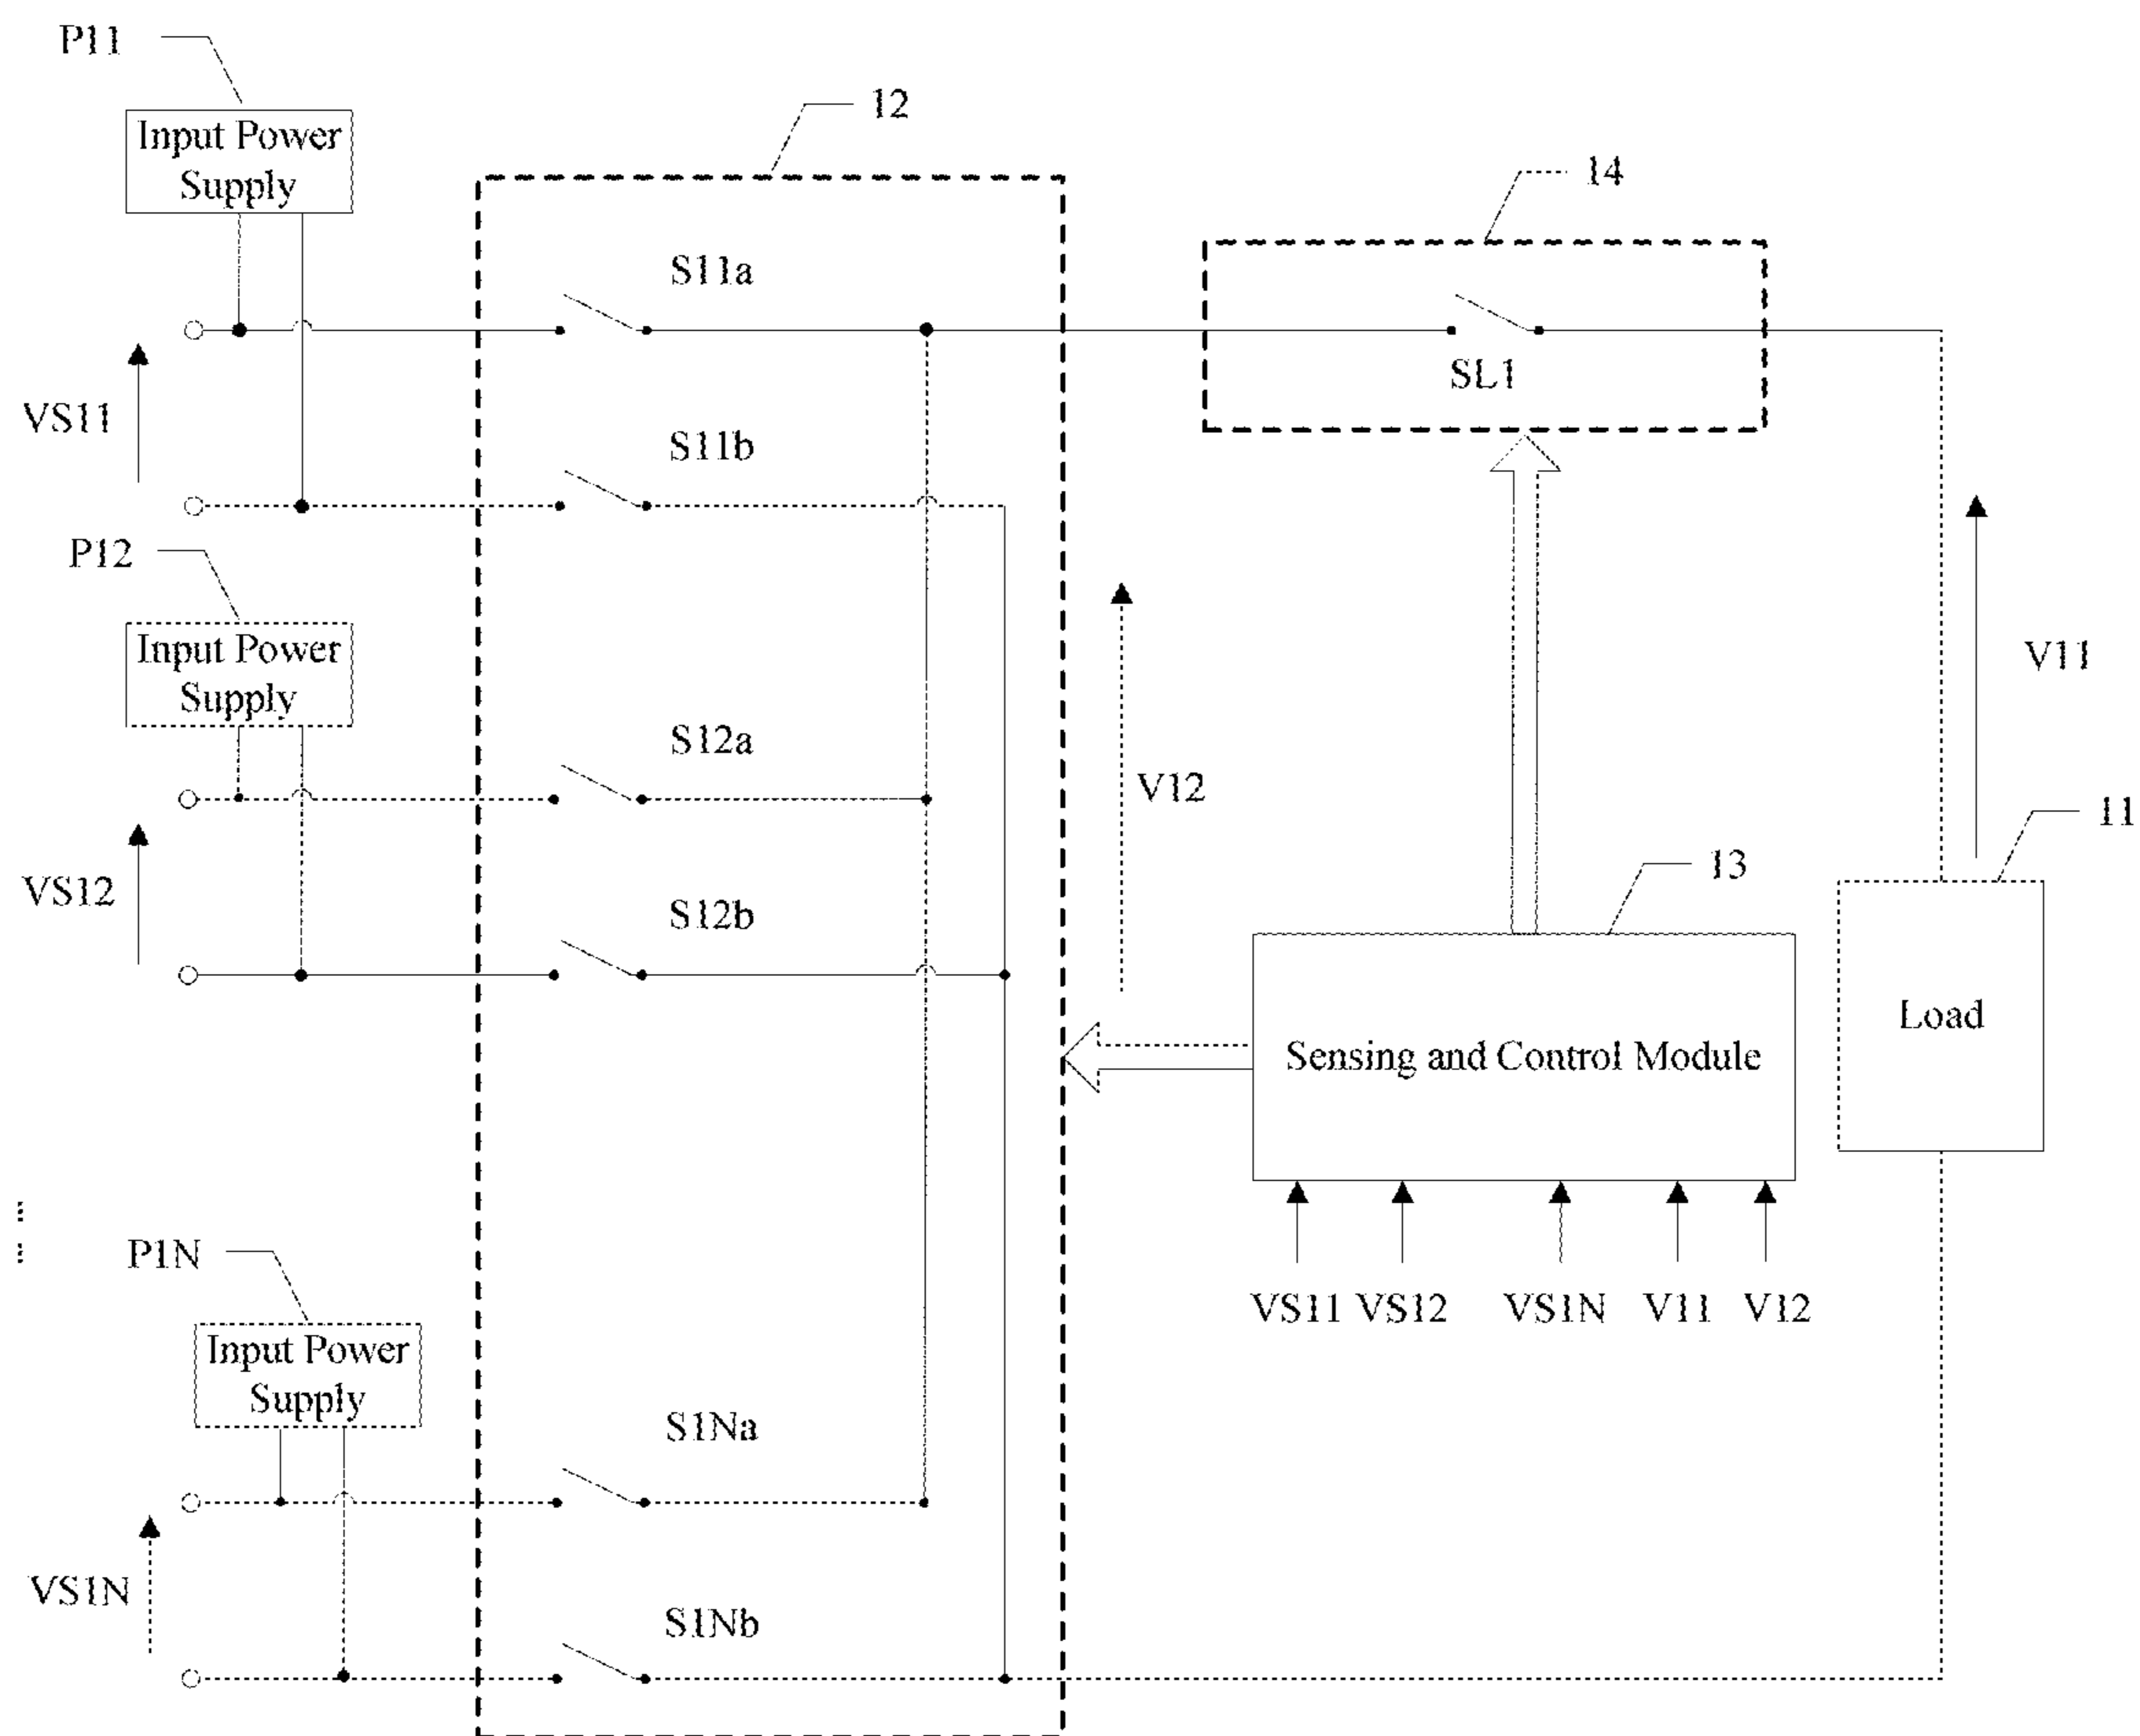 P11
Input Power
Supply
12
14
S11a
SL1
VS11
S11b
P12
Input Power
Supply
V11
S12a
V12
11
VS12
13
S12b
Load
Sensing and Control Module
...
...
P1N
VS11
VS12
VS1N
V11
V12
Input Power
Supply
S1Na
VS1N
S1Nb